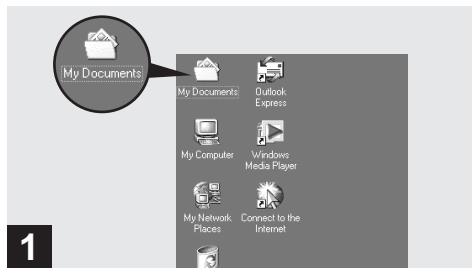 My Documents
My Documents
Outlook
Express
My Computer
Windows
Media Player
My Network
Places
Connect to the
Internet
1